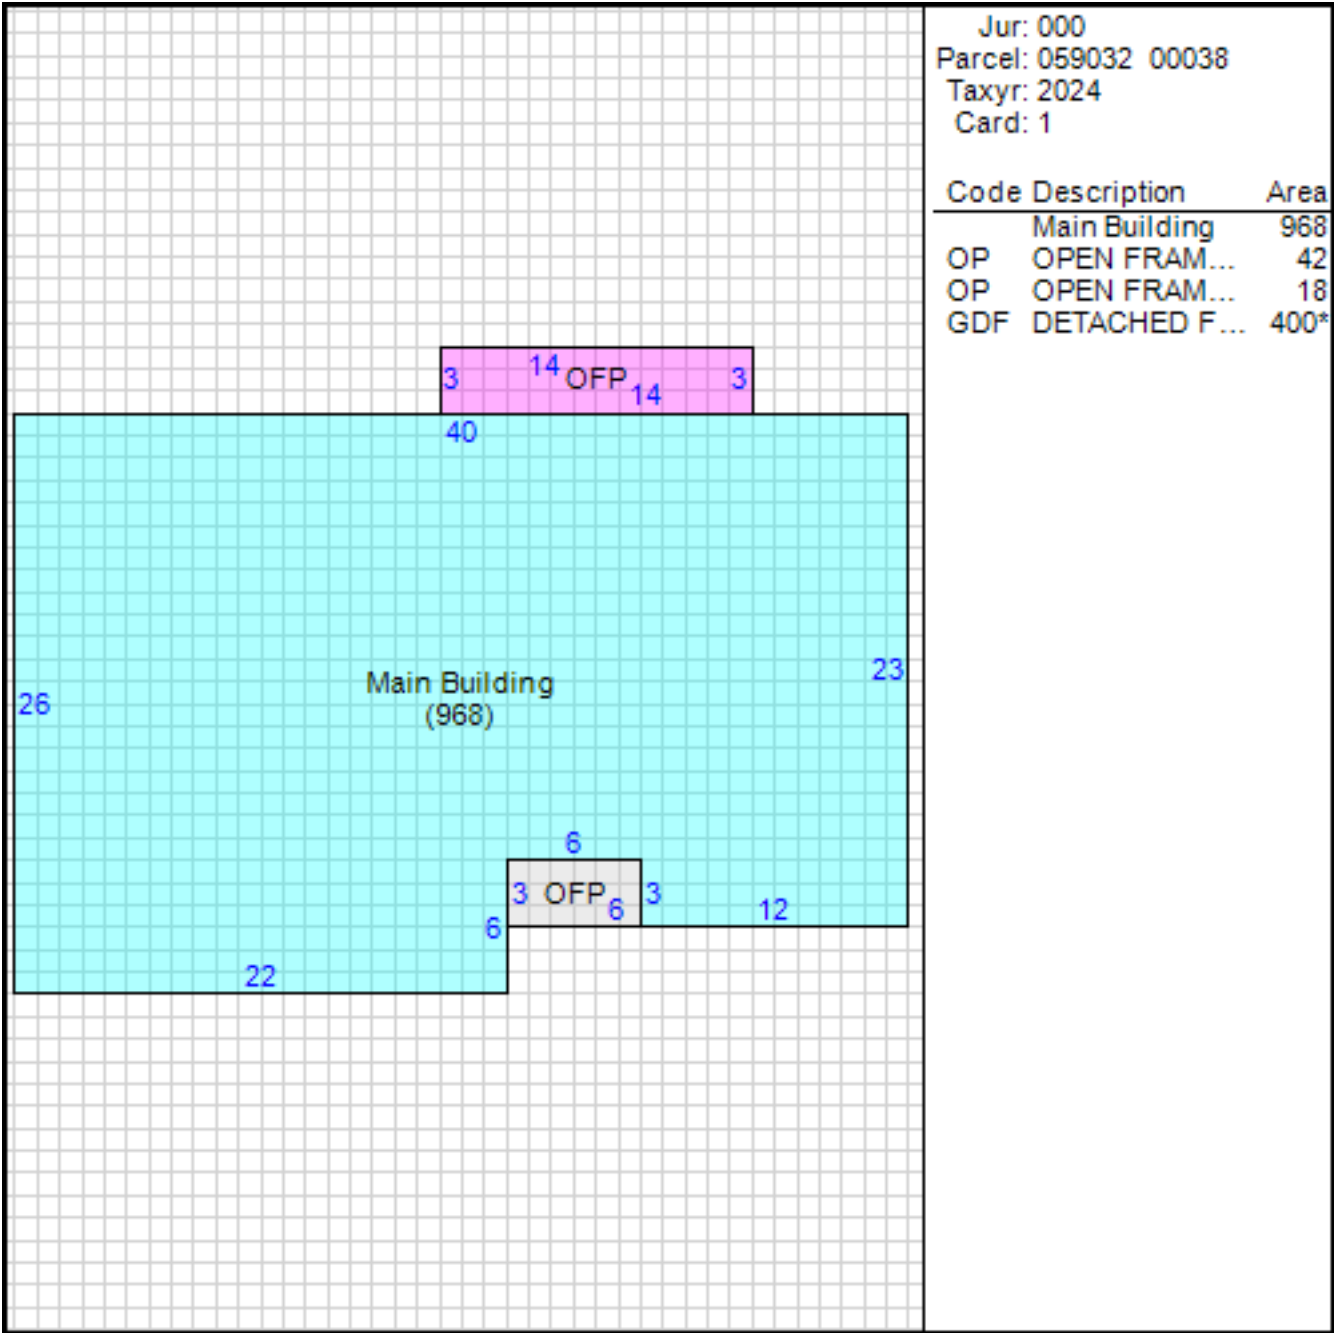 Jur: 000
Parcel: 059032 00038
Taxyr: 2024
Card: 1
Code Description Area
Main Building 968
OP OPEN FRAM... 42
OP OPEN FRAM... 18
GDF DETACHED F... 400*
14
3 OFP 3
14
40
23
Main Building
26
(968)
6
3 OFP 3
6 12
6
22